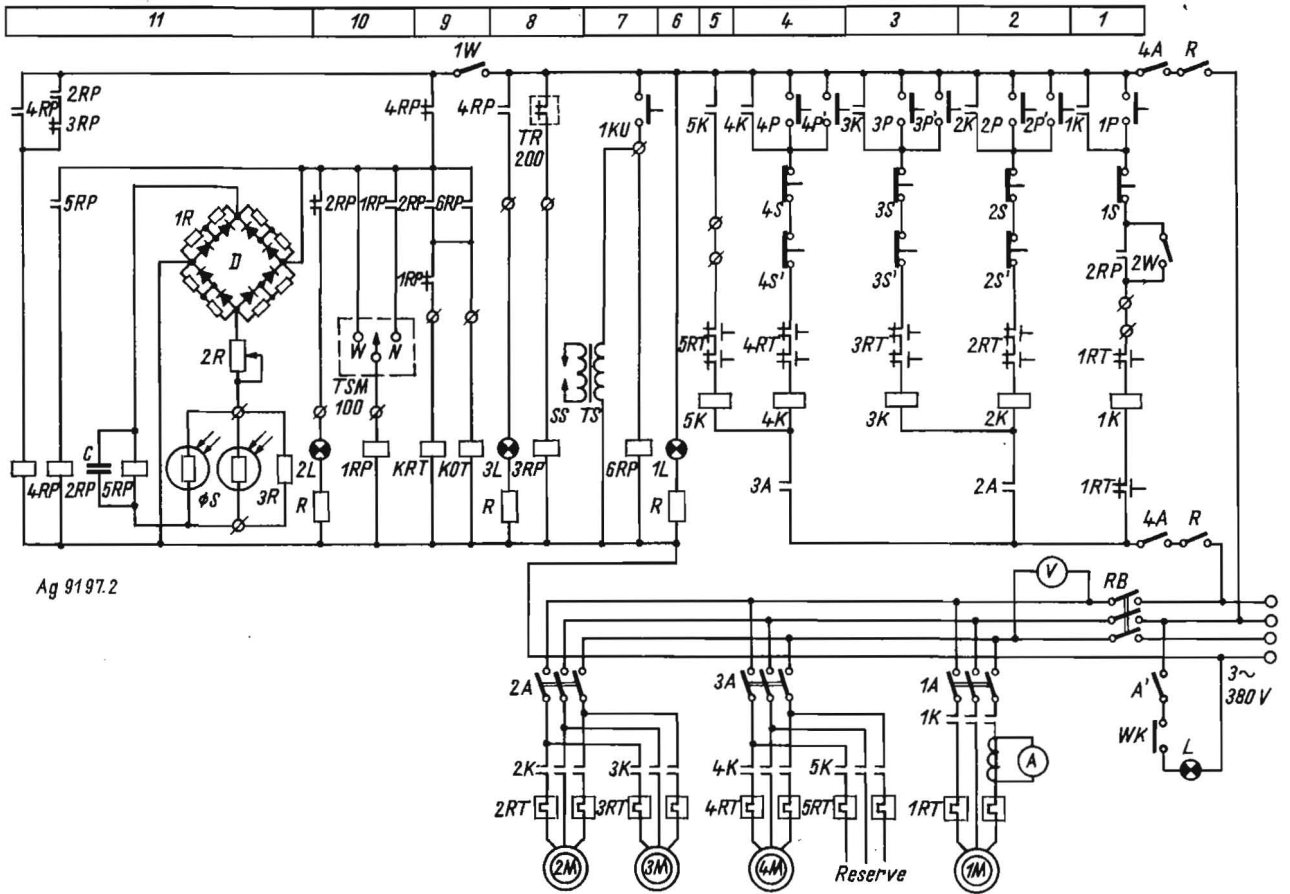 11 10 9 8 7 6 5 4 3 2 1
1W 4A R
4RP 2RP 4RP 4RP 5K 4K 4P 4P' 3K 3P 3P' 2K 2P 2P' 1K 1P
3RP TR 200 1KU
5RP 2RP 1RP 2RP 6RP 4S 3S 2S 1S
1R D 1RP 4S' 3S' 2S' 2RP 2W
2R W N 5RT 4RT 3RT 2RT 1RT
TSM 100 SS TS 5K 4K 3K 2K 1K
C 2L
4RP 2RP 5RP ΦS 3R 1RP KRT KOT 3L 3RP 6RP 1L
R R R 3A 2A 1RT
4A R
Ag 9197.2
V RB
2A 3A 1A A' 3~ 380 V
1K WK
2K 3K 4K 5K A L
2RT 3RT 4RT 5RT 1RT
2M 3M 4M Reserve 1M